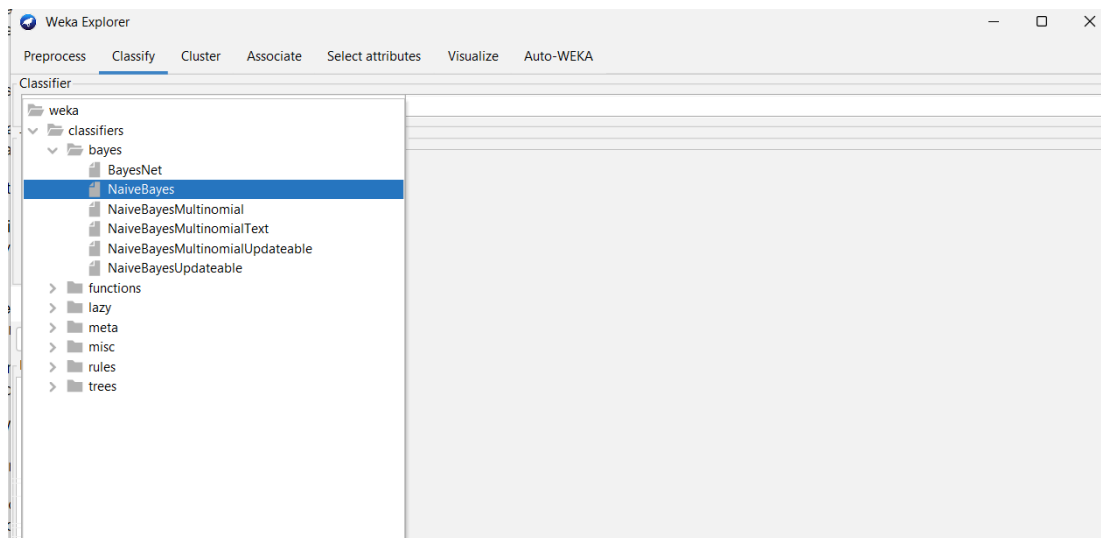 Weka Explorer
Preprocess Classify Cluster Associate Select attributes Visualize Auto-WEKA
Classifier
weka
classifiers
bayes
BayesNet
NaiveBayes
NaiveBayesMultinomial
NaiveBayesMultinomialText
NaiveBayesMultinomialUpdateable
NaiveBayesUpdateable
functions
lazy
meta
misc
rules
trees